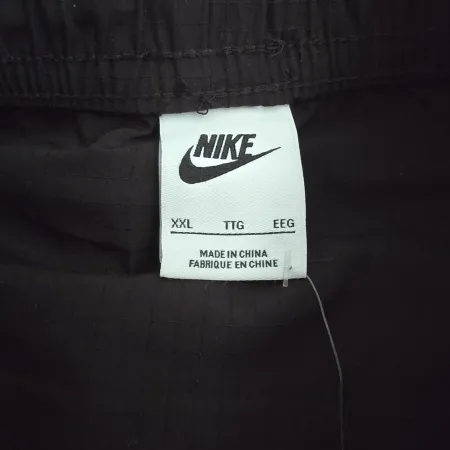 NIKE
XXL TTG EEG
MADE IN CHINA
FABRIQUE EN CHINE